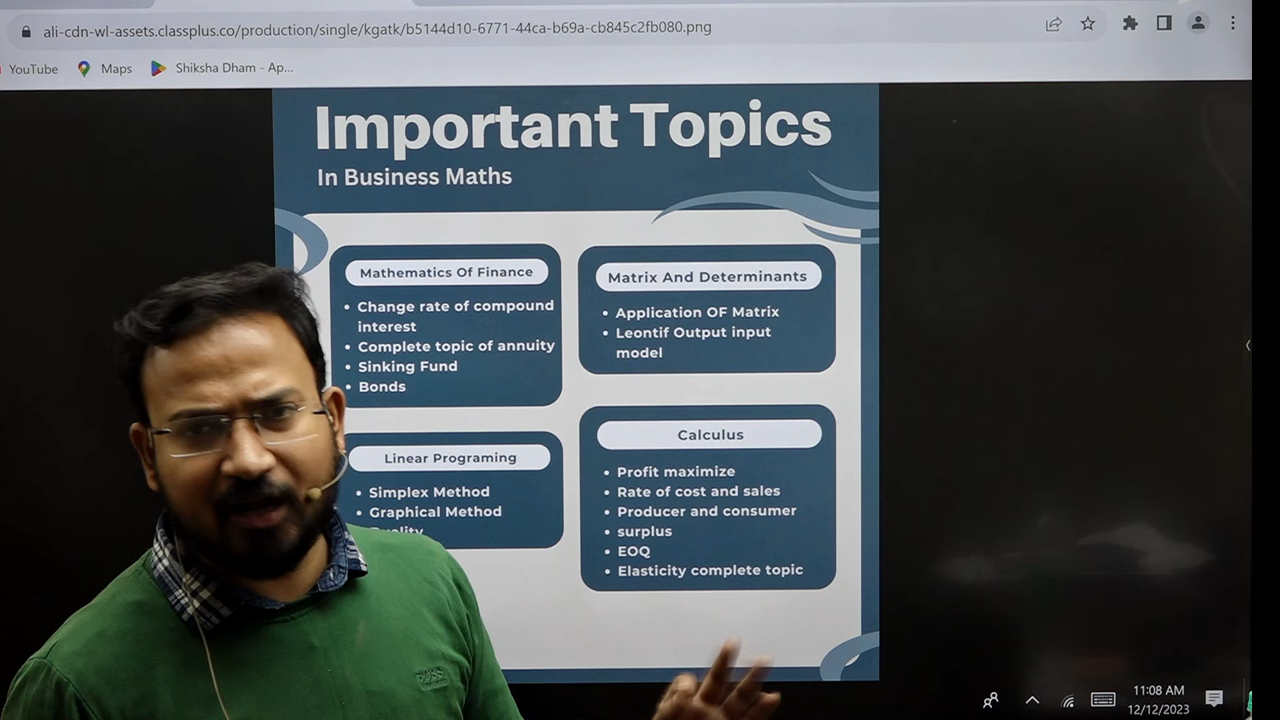 ali-cdn-wl-assets.classplus.co/production/single/kgatk/b5144d10-6771-44ca-b69a-cb845c2fb080.png
YouTube Maps Shiksha Dham - Ap...
Important Topics
In Business Maths
Mathematics Of Finance
• Change rate of compound
interest
• Complete topic of annuity
• Sinking Fund
• Bonds
Matrix And Determinants
• Application OF Matrix
• Leontif Output input
model
Linear Programing
• Simplex Method
• Graphical Method
Calculus
• Profit maximize
• Rate of cost and sales
• Producer and consumer
• surplus
• EOQ
• Elasticity complete topic
11:08 AM
12/12/2023